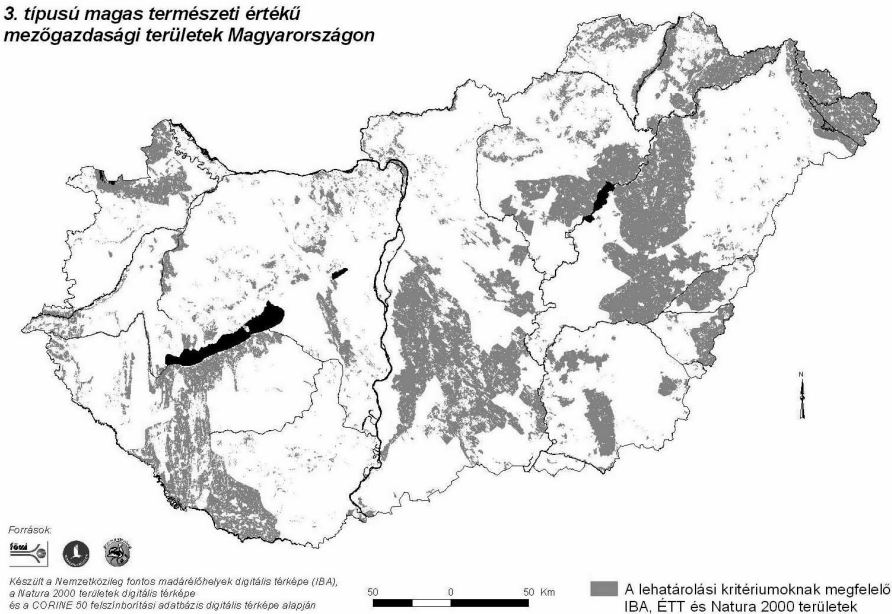 3. típusú magas természeti értékű
mezőgazdasági területek Magyarországon
N
Források:
fömi
Készült a Nemzetközileg fontos madárélőhelyek digitális térképe (IBA),
a Natura 2000 területek digitális térképe
és a CORINE 50 felszínborítási adatbázis digitális térképe alapján
50 0 50 Km
A lehatárolási kritériumoknak megfelelő
IBA, ÉTT és Natura 2000 területek